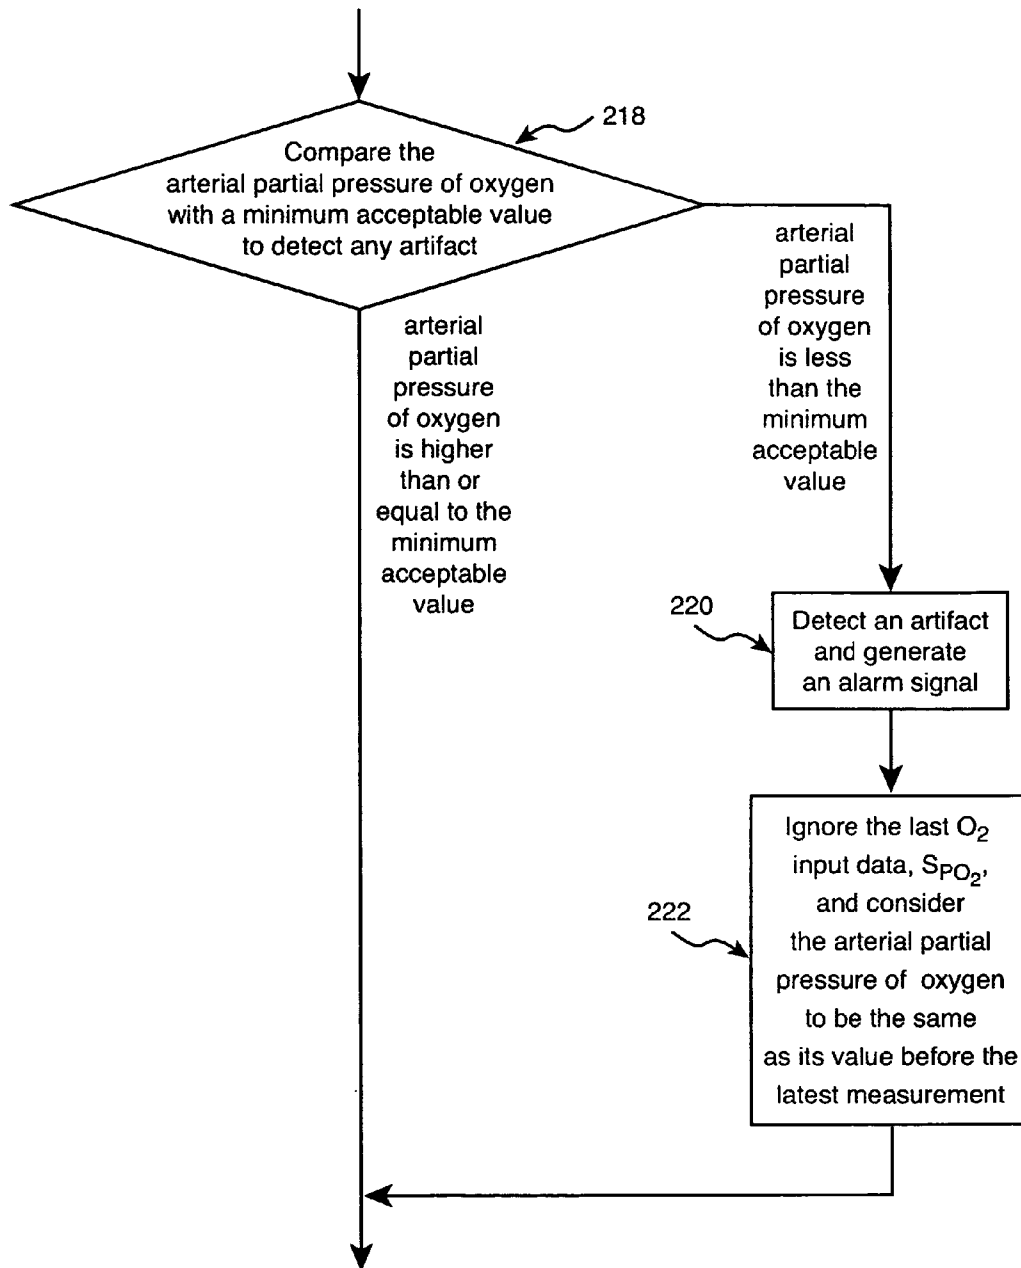 218
Compare the
arterial partial pressure of oxygen
with a minimum acceptable value
to detect any artifact
arterial
partial
pressure
of oxygen
is higher
than or
equal to the
minimum
acceptable
value
arterial
partial
pressure
of oxygen
is less
than the
minimum
acceptable
value
220
Detect an artifact
and generate
an alarm signal
222
Ignore the last O₂
input data, S_PO₂,
and consider
the arterial partial
pressure of oxygen
to be the same
as its value before the
latest measurement